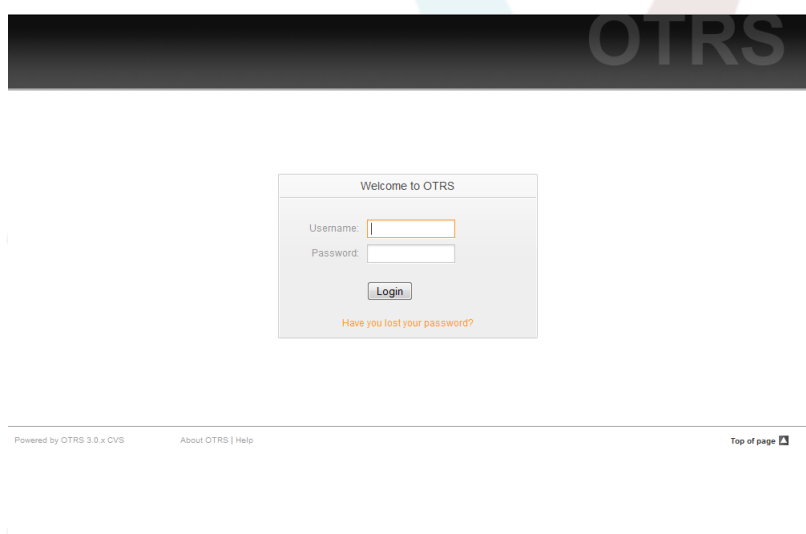 OTRS
Welcome to OTRS
Username:
Password:
Login
Have you lost your password?
Powered by OTRS 3.0.x CVS About OTRS | Help Top of page